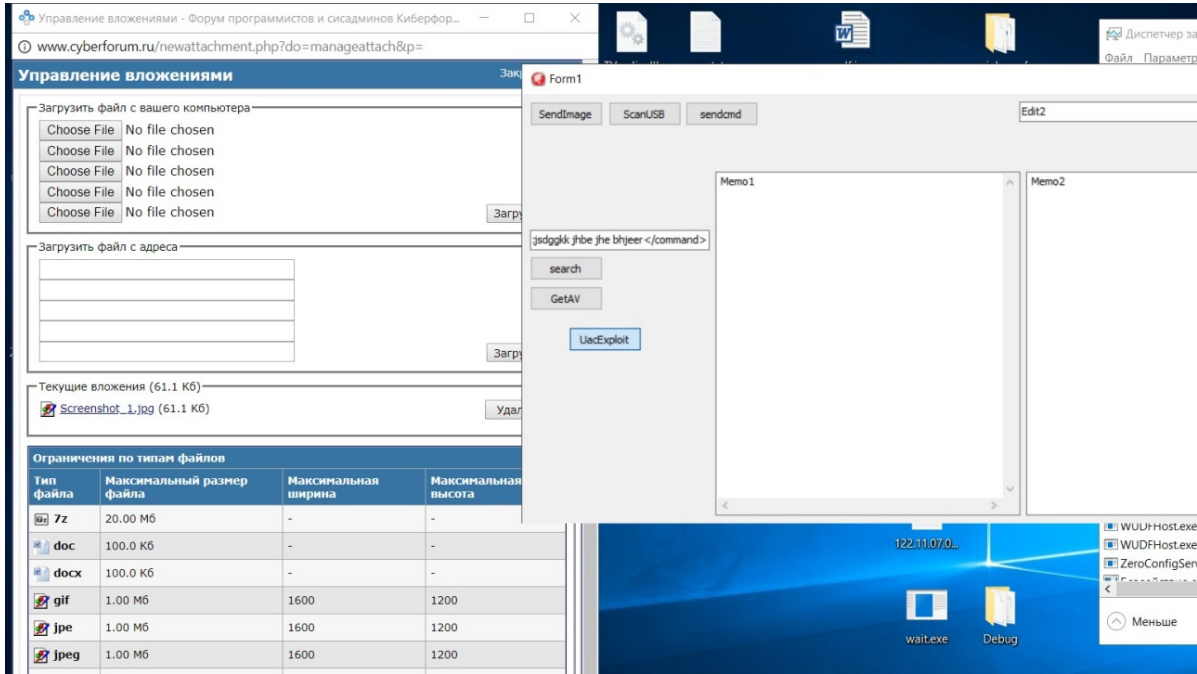 Управление вложениями - Форум программистов и сисадминов Киберфор...
www.cyberforum.ru/newattachment.php?do=manageattach&p=
Управление вложениями
Загрузить файл с вашего компьютера
Choose File No file chosen
Choose File No file chosen
Choose File No file chosen
Choose File No file chosen
Choose File No file chosen
Загру
Загрузить файл с адреса
Загру
Текущие вложения (61.1 Кб)
Screenshot_1.jpg (61.1 Кб)
Удал
Ограничения по типам файлов
Тип файла Максимальный размер файла Максимальная ширина Максимальная высота
7z 20.00 Мб - -
doc 100.0 Кб - -
docx 100.0 Кб - -
gif 1.00 Мб 1600 1200
jpe 1.00 Мб 1600 1200
jpeg 1.00 Мб 1600 1200
Form1
SendImage ScanUSB sendcmd
Edit2
Memo1
Memo2
:jsdggkk jhbe jhe bhjeer</command>
search
GetAV
UacExploit
Диспетчер за
Файл Параметр
122.11.07.0...
wait.exe
Debug
WUDFHost.exe
WUDFHost.exe
ZeroConfigServ
Меньше